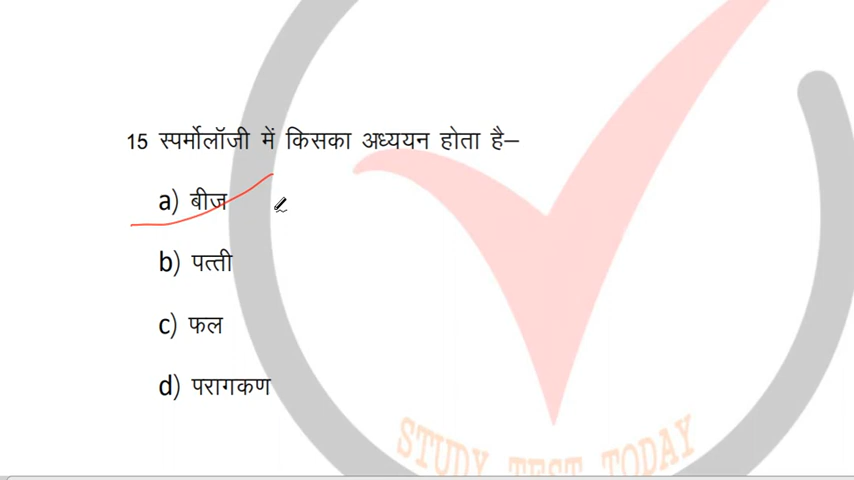 15 स्पर्मोलॉजी में किसका अध्ययन होता है–
a) बीज
b) पत्ती
c) फल
d) परागकण
STUDY TEST TODAY